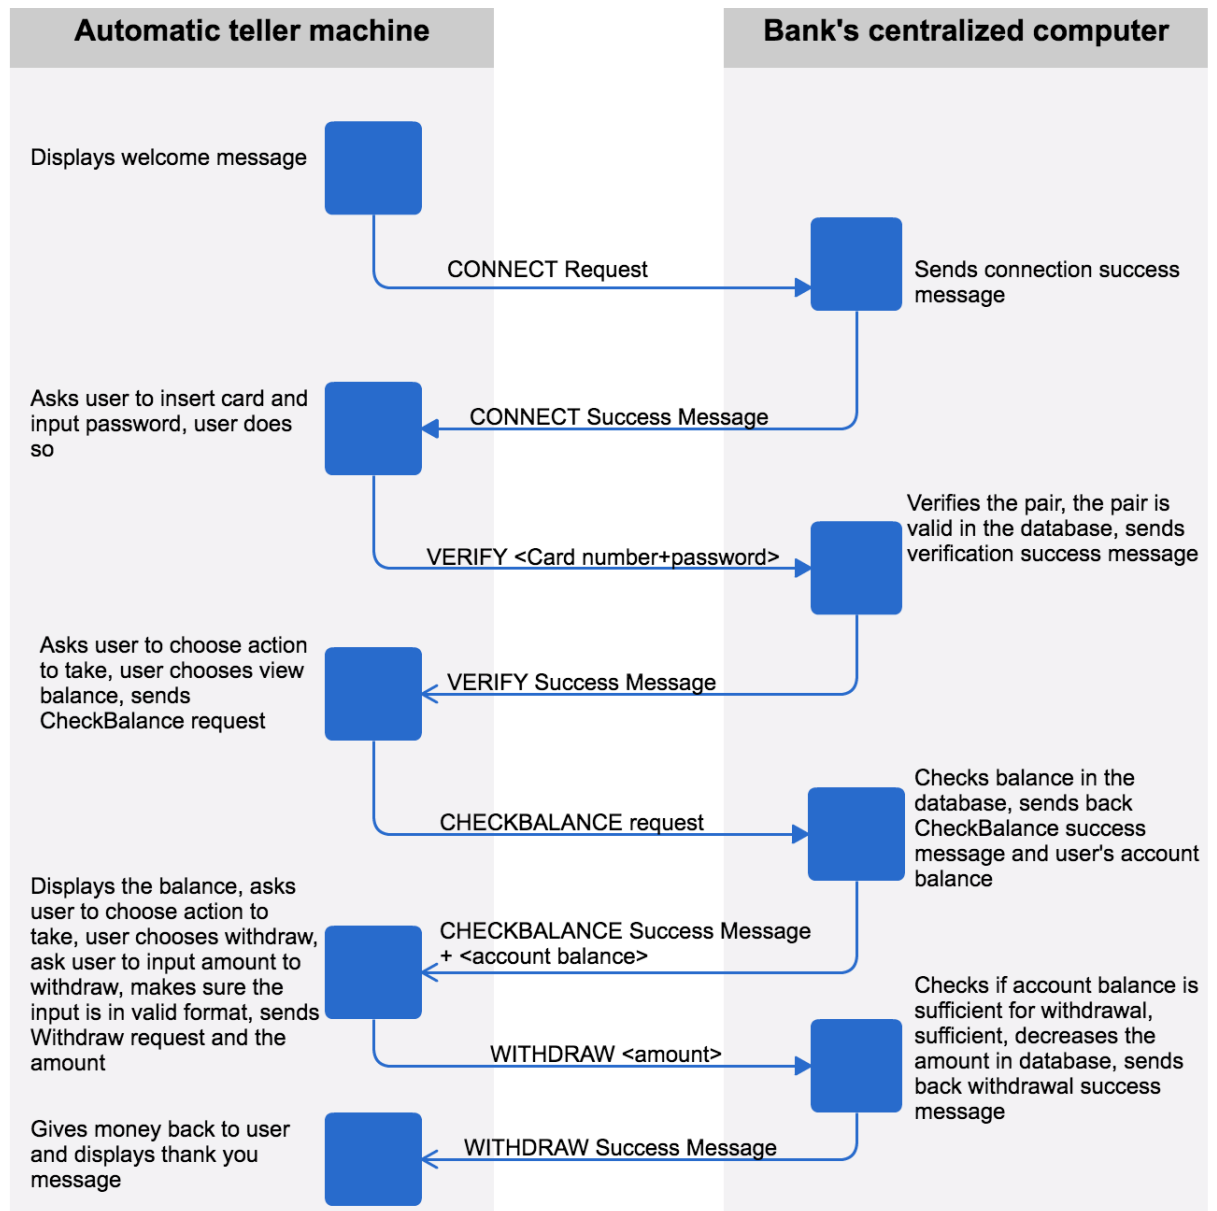 Automatic teller machine
Bank's centralized computer
Displays welcome message
CONNECT Request
Sends connection success
message
Asks user to insert card and
input password, user does
so
CONNECT Success Message
Verifies the pair, the pair is
valid in the database, sends
verification success message
VERIFY <Card number+password>
Asks user to choose action
to take, user chooses view
balance, sends
CheckBalance request
VERIFY Success Message
CHECKBALANCE request
Checks balance in the
database, sends back
CheckBalance success
message and user's account
balance
Displays the balance, asks
user to choose action to
take, user chooses withdraw,
ask user to input amount to
withdraw, makes sure the
input is in valid format, sends
Withdraw request and the
amount
CHECKBALANCE Success Message
+ <account balance>
WITHDRAW <amount>
Checks if account balance is
sufficient for withdrawal,
sufficient, decreases the
amount in database, sends
back withdrawal success
message
Gives money back to user
and displays thank you
message
WITHDRAW Success Message